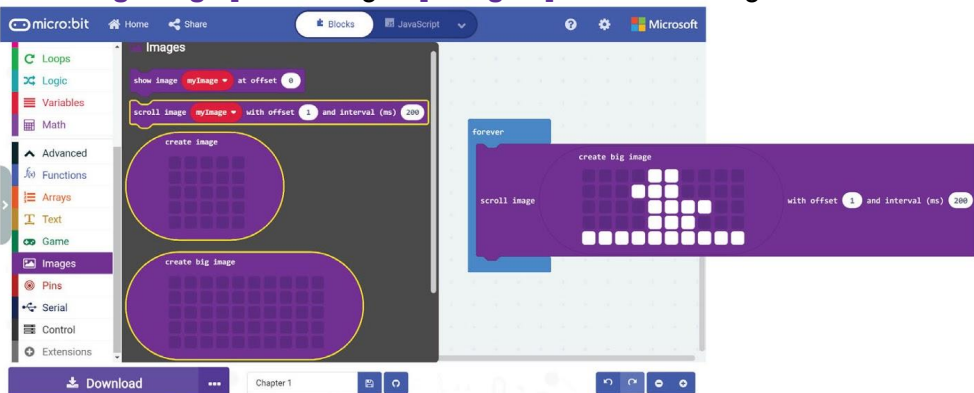 micro:bit Home Share Blocks JavaScript Microsoft
Loops
Logic
Variables
Math
Advanced
Functions
Arrays
Text
Game
Images
Pins
Serial
Control
Extensions
Images
show image myImage at offset 0
scroll image myImage with offset 1 and interval (ms) 200
create image
create big image
forever
create big image
scroll image with offset 1 and interval (ms) 200
Download Chapter 1